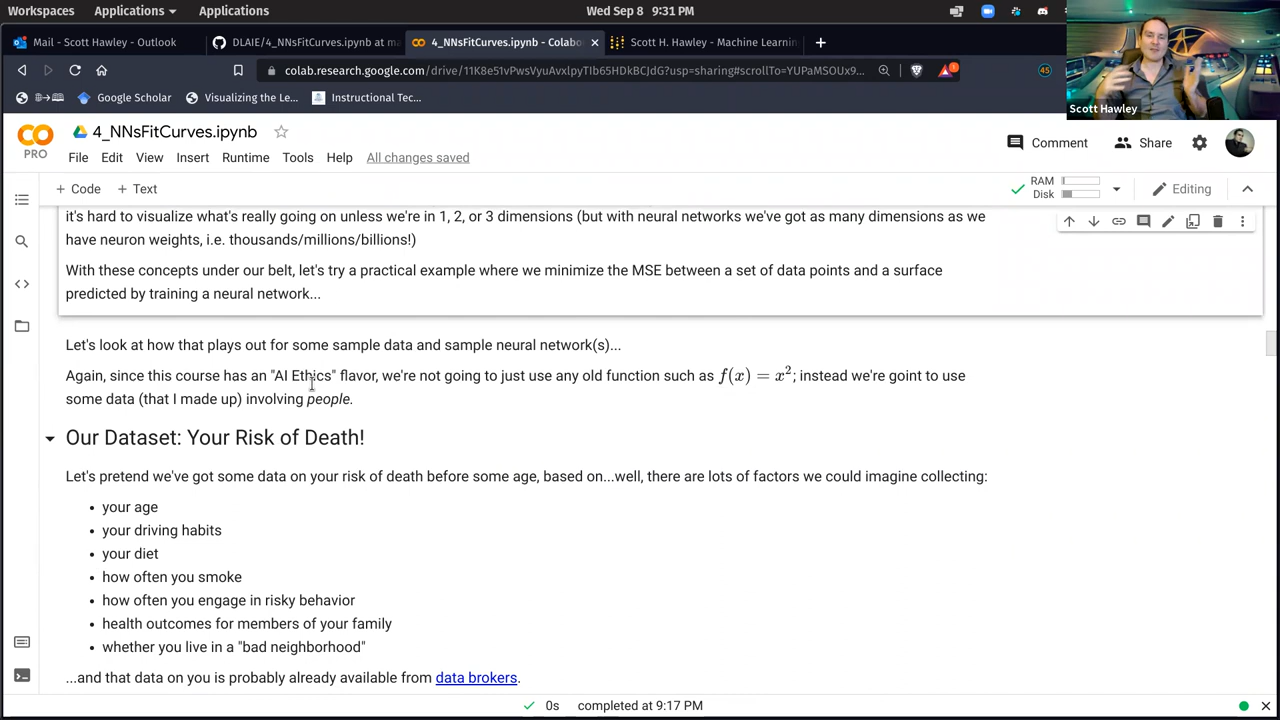 Workspaces Applications Applications Wed Sep 8 9:31 PM
Mail - Scott Hawley - Outlook DLAIE/4_NNsFitCurves.ipynb at ma 4_NNsFitCurves.ipynb - Colabo Scott H. Hawley - Machine Learnin
colab.research.google.com/drive/11K8e51vPwsVyuAvxlpyTIb65HDkBCJdG?usp=sharing#scrollTo=YUPaMSOUx9... 45
Google Scholar Visualizing the Le... Instructional Tec...
Scott Hawley
CO PRO
4_NNsFitCurves.ipynb
Comment Share
File Edit View Insert Runtime Tools Help All changes saved
+ Code + Text RAM Disk Editing
it's hard to visualize what's really going on unless we're in 1, 2, or 3 dimensions (but with neural networks we've got as many dimensions as we
have neuron weights, i.e. thousands/millions/billions!)
With these concepts under our belt, let's try a practical example where we minimize the MSE between a set of data points and a surface
predicted by training a neural network...
Let's look at how that plays out for some sample data and sample neural network(s)...
Again, since this course has an "AI Ethics" flavor, we're not going to just use any old function such as f(x) = x²; instead we're goint to use
some data (that I made up) involving people.
Our Dataset: Your Risk of Death!
Let's pretend we've got some data on your risk of death before some age, based on...well, there are lots of factors we could imagine collecting:
• your age
• your driving habits
• your diet
• how often you smoke
• how often you engage in risky behavior
• health outcomes for members of your family
• whether you live in a "bad neighborhood"
...and that data on you is probably already available from data brokers.
0s completed at 9:17 PM